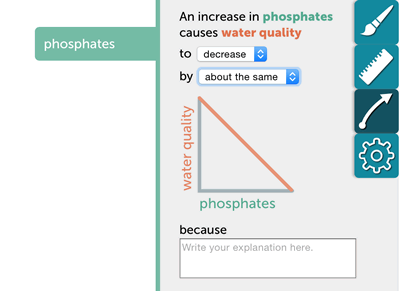 phosphates
An increase in phosphates
causes water quality
to decrease
by about the same
water quality
phosphates
because
Write your explanation here.